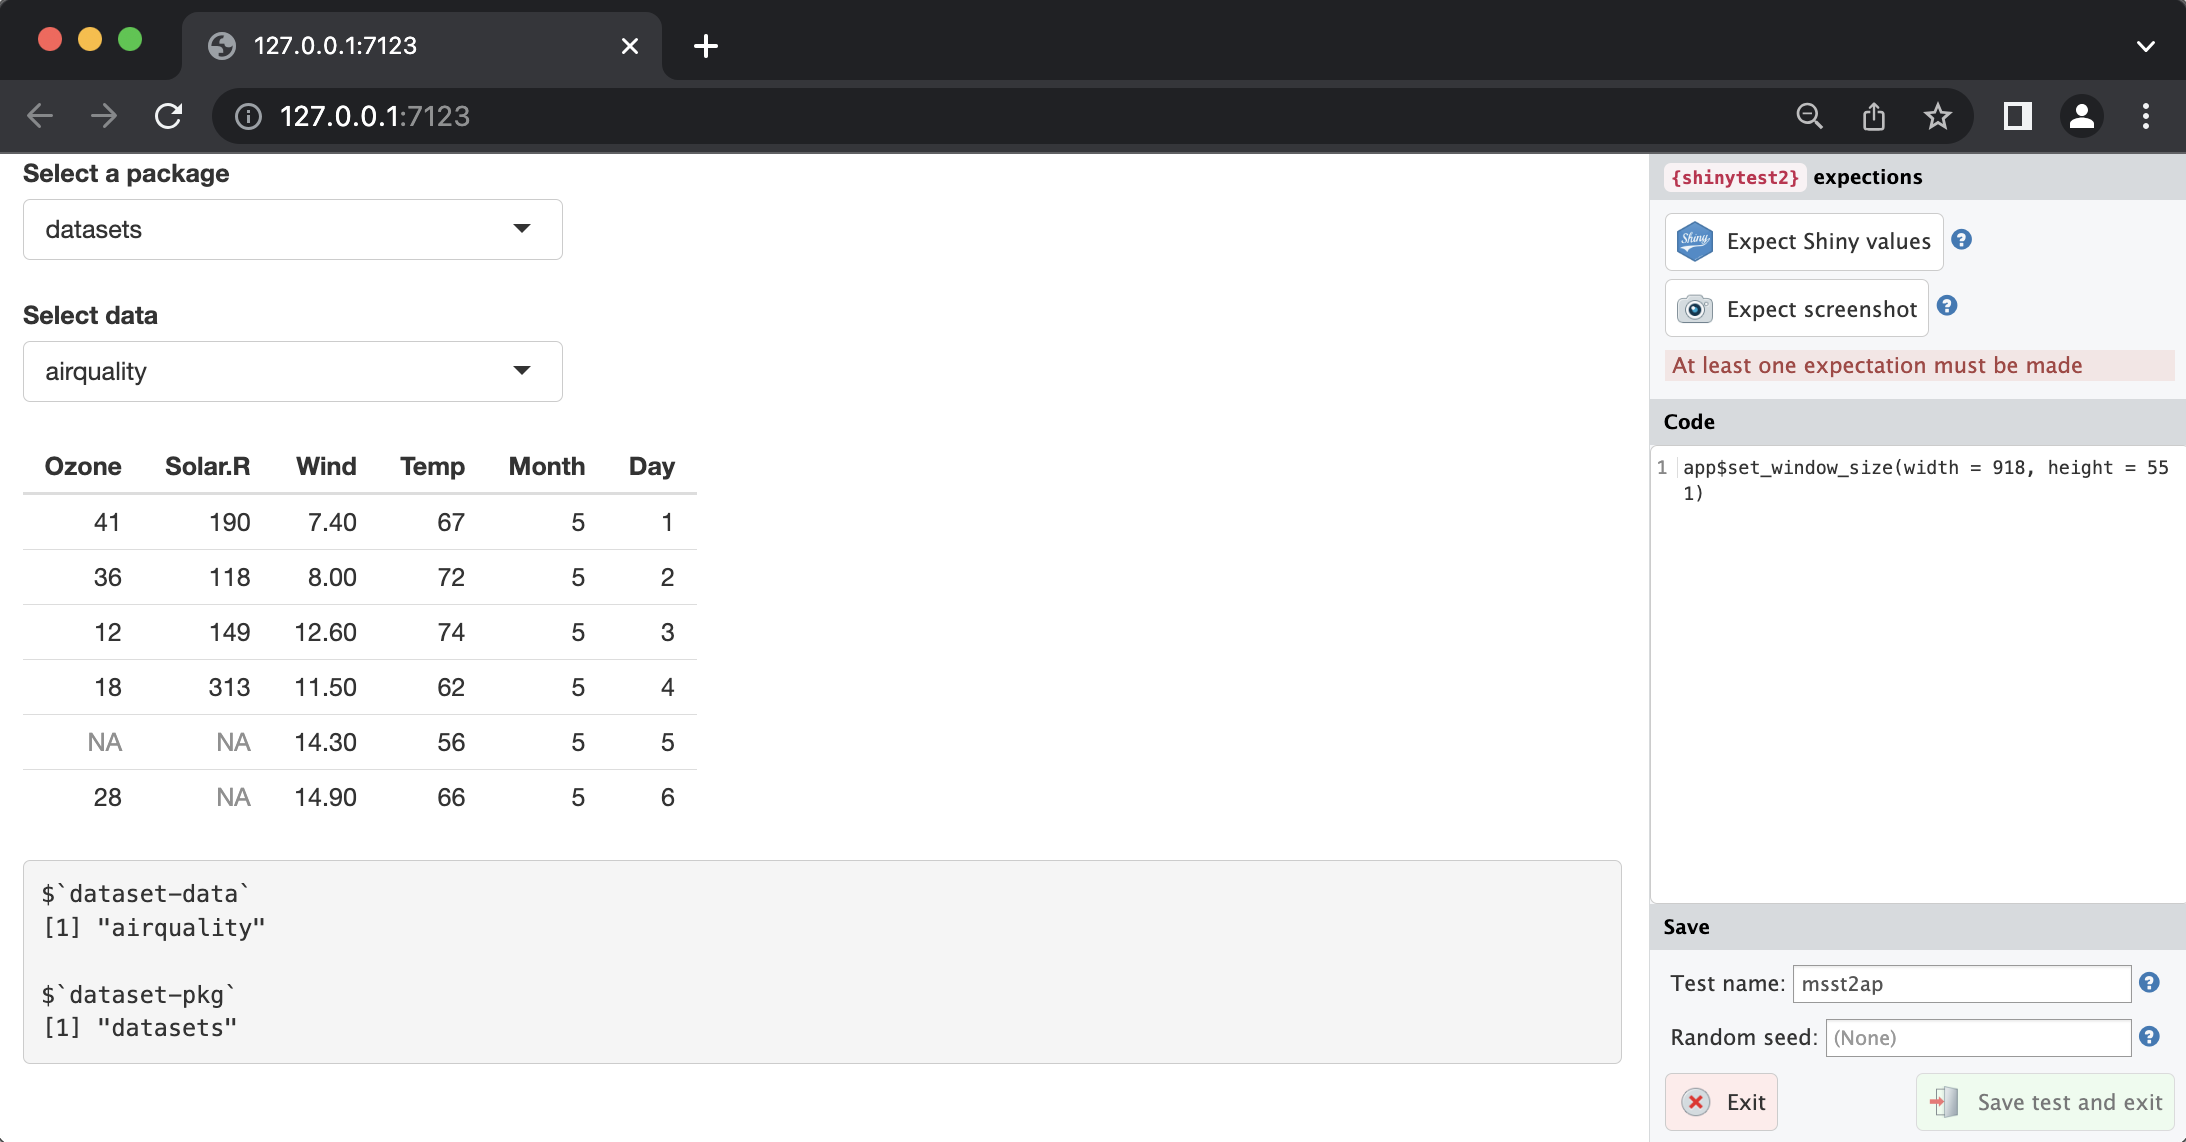 127.0.0.1:7123
127.0.0.1:7123
Select a package
datasets
Select data
airquality
Ozone Solar.R Wind Temp Month Day
41 190 7.40 67 5 1
36 118 8.00 72 5 2
12 149 12.60 74 5 3
18 313 11.50 62 5 4
NA NA 14.30 56 5 5
28 NA 14.90 66 5 6
$`dataset-data`
[1] "airquality"
$`dataset-pkg`
[1] "datasets"
{shinytest2} expections
Shiny Expect Shiny values ?
Expect screenshot ?
At least one expectation must be made
Code
1 app$set_window_size(width = 918, height = 55
1)
Save
Test name: msst2ap ?
Random seed: (None) ?
Exit Save test and exit